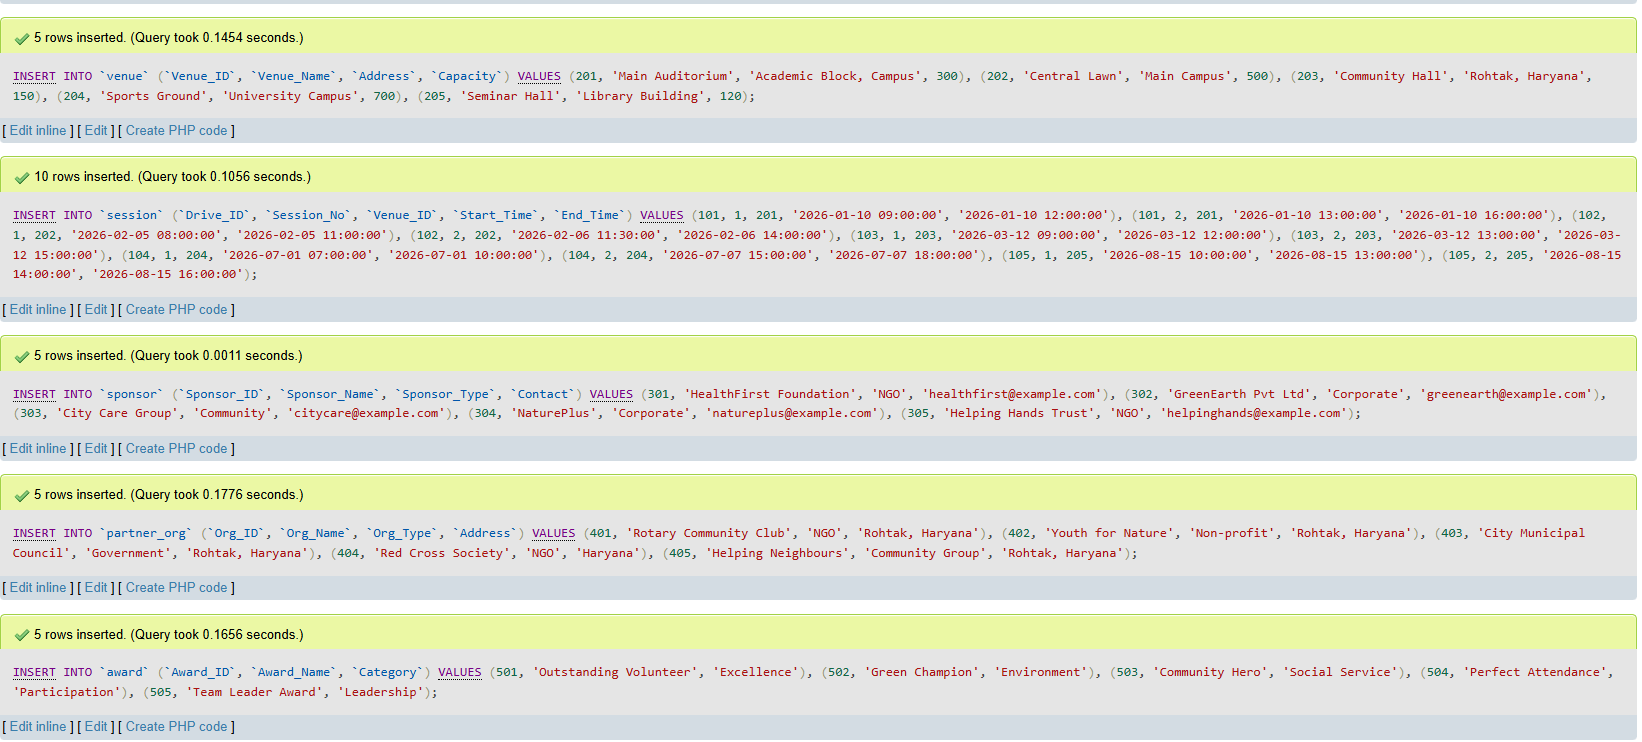 5 rows inserted. (Query took 0.1454 seconds.)
INSERT INTO `venue` (`Venue_ID`, `Venue_Name`, `Address`, `Capacity`) VALUES (201, 'Main Auditorium', 'Academic Block, Campus', 300), (202, 'Central Lawn', 'Main Campus', 500), (203, 'Community Hall', 'Rohtak, Haryana',
150), (204, 'Sports Ground', 'University Campus', 700), (205, 'Seminar Hall', 'Library Building', 120);
[ Edit inline ] [ Edit ] [ Create PHP code ]
10 rows inserted. (Query took 0.1056 seconds.)
INSERT INTO `session` (`Drive_ID`, `Session_No`, `Venue_ID`, `Start_Time`, `End_Time`) VALUES (101, 1, 201, '2026-01-10 09:00:00', '2026-01-10 12:00:00'), (101, 2, 201, '2026-01-10 13:00:00', '2026-01-10 16:00:00'), (102,
1, 202, '2026-02-05 08:00:00', '2026-02-05 11:00:00'), (102, 2, 202, '2026-02-06 11:30:00', '2026-02-06 14:00:00'), (103, 1, 203, '2026-03-12 09:00:00', '2026-03-12 12:00:00'), (103, 2, 203, '2026-03-12 13:00:00', '2026-03-
12 15:00:00'), (104, 1, 204, '2026-07-01 07:00:00', '2026-07-01 10:00:00'), (104, 2, 204, '2026-07-07 15:00:00', '2026-07-07 18:00:00'), (105, 1, 205, '2026-08-15 10:00:00', '2026-08-15 13:00:00'), (105, 2, 205, '2026-08-15
14:00:00', '2026-08-15 16:00:00');
[ Edit inline ] [ Edit ] [ Create PHP code ]
5 rows inserted. (Query took 0.0011 seconds.)
INSERT INTO `sponsor` (`Sponsor_ID`, `Sponsor_Name`, `Sponsor_Type`, `Contact`) VALUES (301, 'HealthFirst Foundation', 'NGO', 'healthfirst@example.com'), (302, 'GreenEarth Pvt Ltd', 'Corporate', 'greenearth@example.com'),
(303, 'City Care Group', 'Community', 'citycare@example.com'), (304, 'NaturePlus', 'Corporate', 'natureplus@example.com'), (305, 'Helping Hands Trust', 'NGO', 'helpinghands@example.com');
[ Edit inline ] [ Edit ] [ Create PHP code ]
5 rows inserted. (Query took 0.1776 seconds.)
INSERT INTO `partner_org` (`Org_ID`, `Org_Name`, `Org_Type`, `Address`) VALUES (401, 'Rotary Community Club', 'NGO', 'Rohtak, Haryana'), (402, 'Youth for Nature', 'Non-profit', 'Rohtak, Haryana'), (403, 'City Municipal
Council', 'Government', 'Rohtak, Haryana'), (404, 'Red Cross Society', 'NGO', 'Haryana'), (405, 'Helping Neighbours', 'Community Group', 'Rohtak, Haryana');
[ Edit inline ] [ Edit ] [ Create PHP code ]
5 rows inserted. (Query took 0.1656 seconds.)
INSERT INTO `award` (`Award_ID`, `Award_Name`, `Category`) VALUES (501, 'Outstanding Volunteer', 'Excellence'), (502, 'Green Champion', 'Environment'), (503, 'Community Hero', 'Social Service'), (504, 'Perfect Attendance',
'Participation'), (505, 'Team Leader Award', 'Leadership');
[ Edit inline ] [ Edit ] [ Create PHP code ]